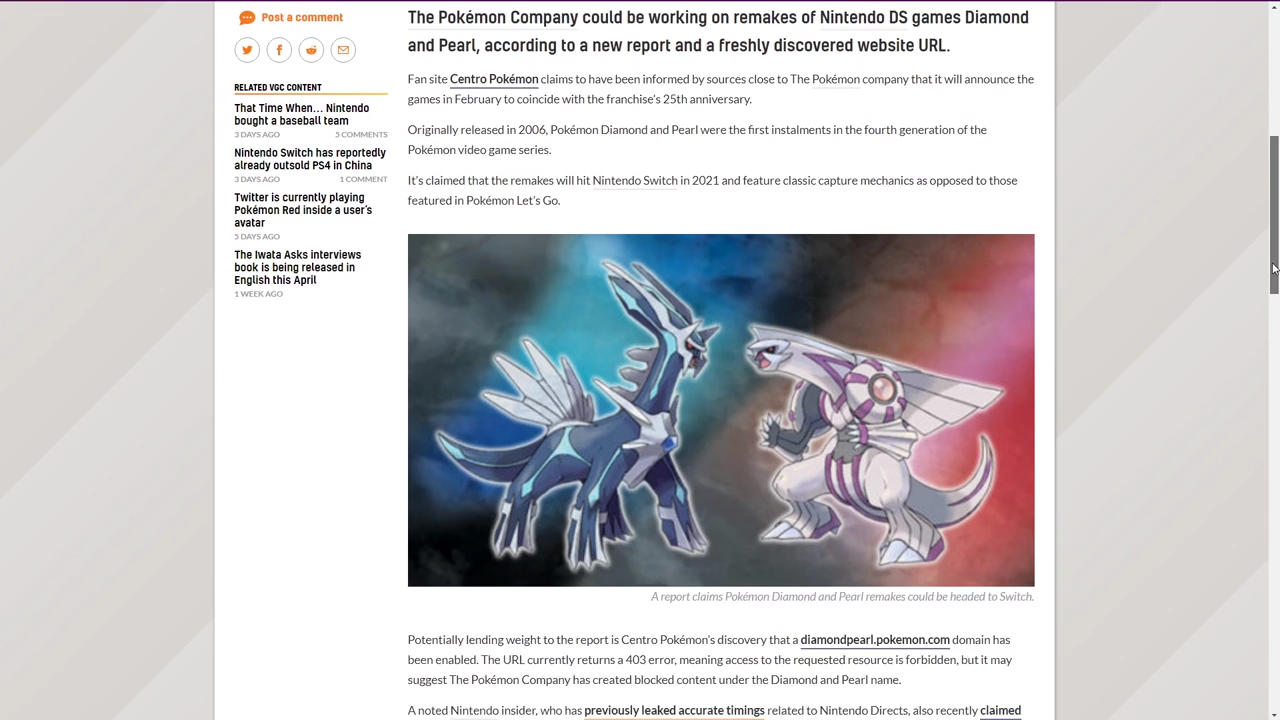 Post a comment
RELATED VGC CONTENT
That Time When… Nintendo
bought a baseball team
3 DAYS AGO 5 COMMENTS
Nintendo Switch has reportedly
already outsold PS4 in China
3 DAYS AGO 1 COMMENT
Twitter is currently playing
Pokémon Red inside a user’s
avatar
5 DAYS AGO
The Iwata Asks interviews
book is being released in
English this April
1 WEEK AGO
The Pokémon Company could be working on remakes of Nintendo DS games Diamond
and Pearl, according to a new report and a freshly discovered website URL.
Fan site Centro Pokémon claims to have been informed by sources close to The Pokémon company that it will announce the
games in February to coincide with the franchise’s 25th anniversary.
Originally released in 2006, Pokémon Diamond and Pearl were the first instalments in the fourth generation of the
Pokémon video game series.
It’s claimed that the remakes will hit Nintendo Switch in 2021 and feature classic capture mechanics as opposed to those
featured in Pokémon Let’s Go.
A report claims Pokémon Diamond and Pearl remakes could be headed to Switch.
Potentially lending weight to the report is Centro Pokémon’s discovery that a diamondpearl.pokemon.com domain has
been enabled. The URL currently returns a 403 error, meaning access to the requested resource is forbidden, but it may
suggest The Pokémon Company has created blocked content under the Diamond and Pearl name.
A noted Nintendo insider, who has previously leaked accurate timings related to Nintendo Directs, also recently claimed